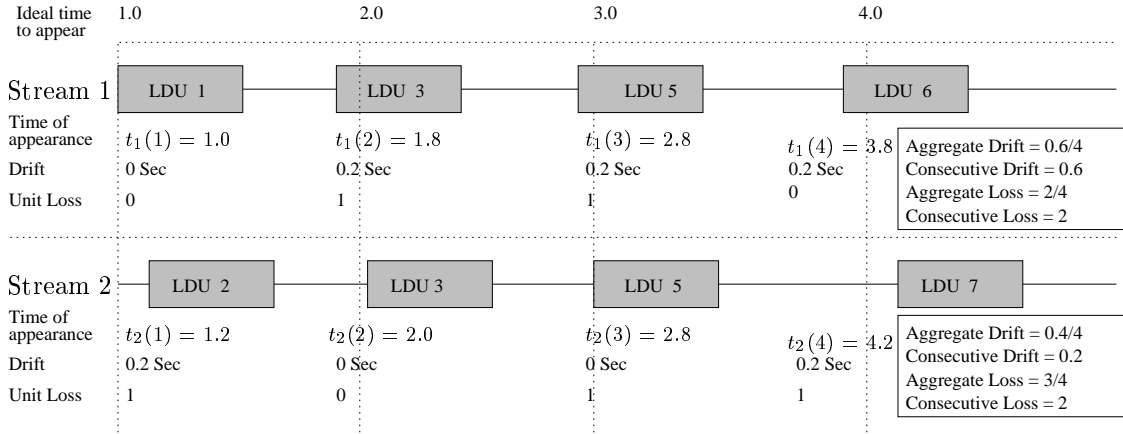 Ideal time to appear 1.0 2.0 3.0 4.0
Stream 1 LDU 1 LDU 3 LDU 5 LDU 6
Time of appearance t₁(1) = 1.0 t₁(2) = 1.8 t₁(3) = 2.8 t₁(4) = 3.8
Drift 0 Sec 0.2 Sec 0.2 Sec 0.2 Sec
Unit Loss 0 1 1 0
Aggregate Drift = 0.6/4
Consecutive Drift = 0.6
Aggregate Loss = 2/4
Consecutive Loss = 2
Stream 2 LDU 2 LDU 3 LDU 5 LDU 7
Time of appearance t₂(1) = 1.2 t₂(2) = 2.0 t₂(3) = 2.8 t₂(4) = 4.2
Drift 0.2 Sec 0 Sec 0 Sec 0.2 Sec
Unit Loss 1 0 1 1
Aggregate Drift = 0.4/4
Consecutive Drift = 0.2
Aggregate Loss = 3/4
Consecutive Loss = 2